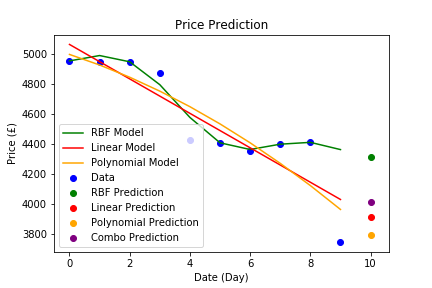 Price Prediction
Price (£)
5000
4800
4600
4400
4200
4000
3800
RBF Model
Linear Model
Polynomial Model
Data
RBF Prediction
Linear Prediction
Polynomial Prediction
Combo Prediction
0 2 4 6 8 10
Date (Day)